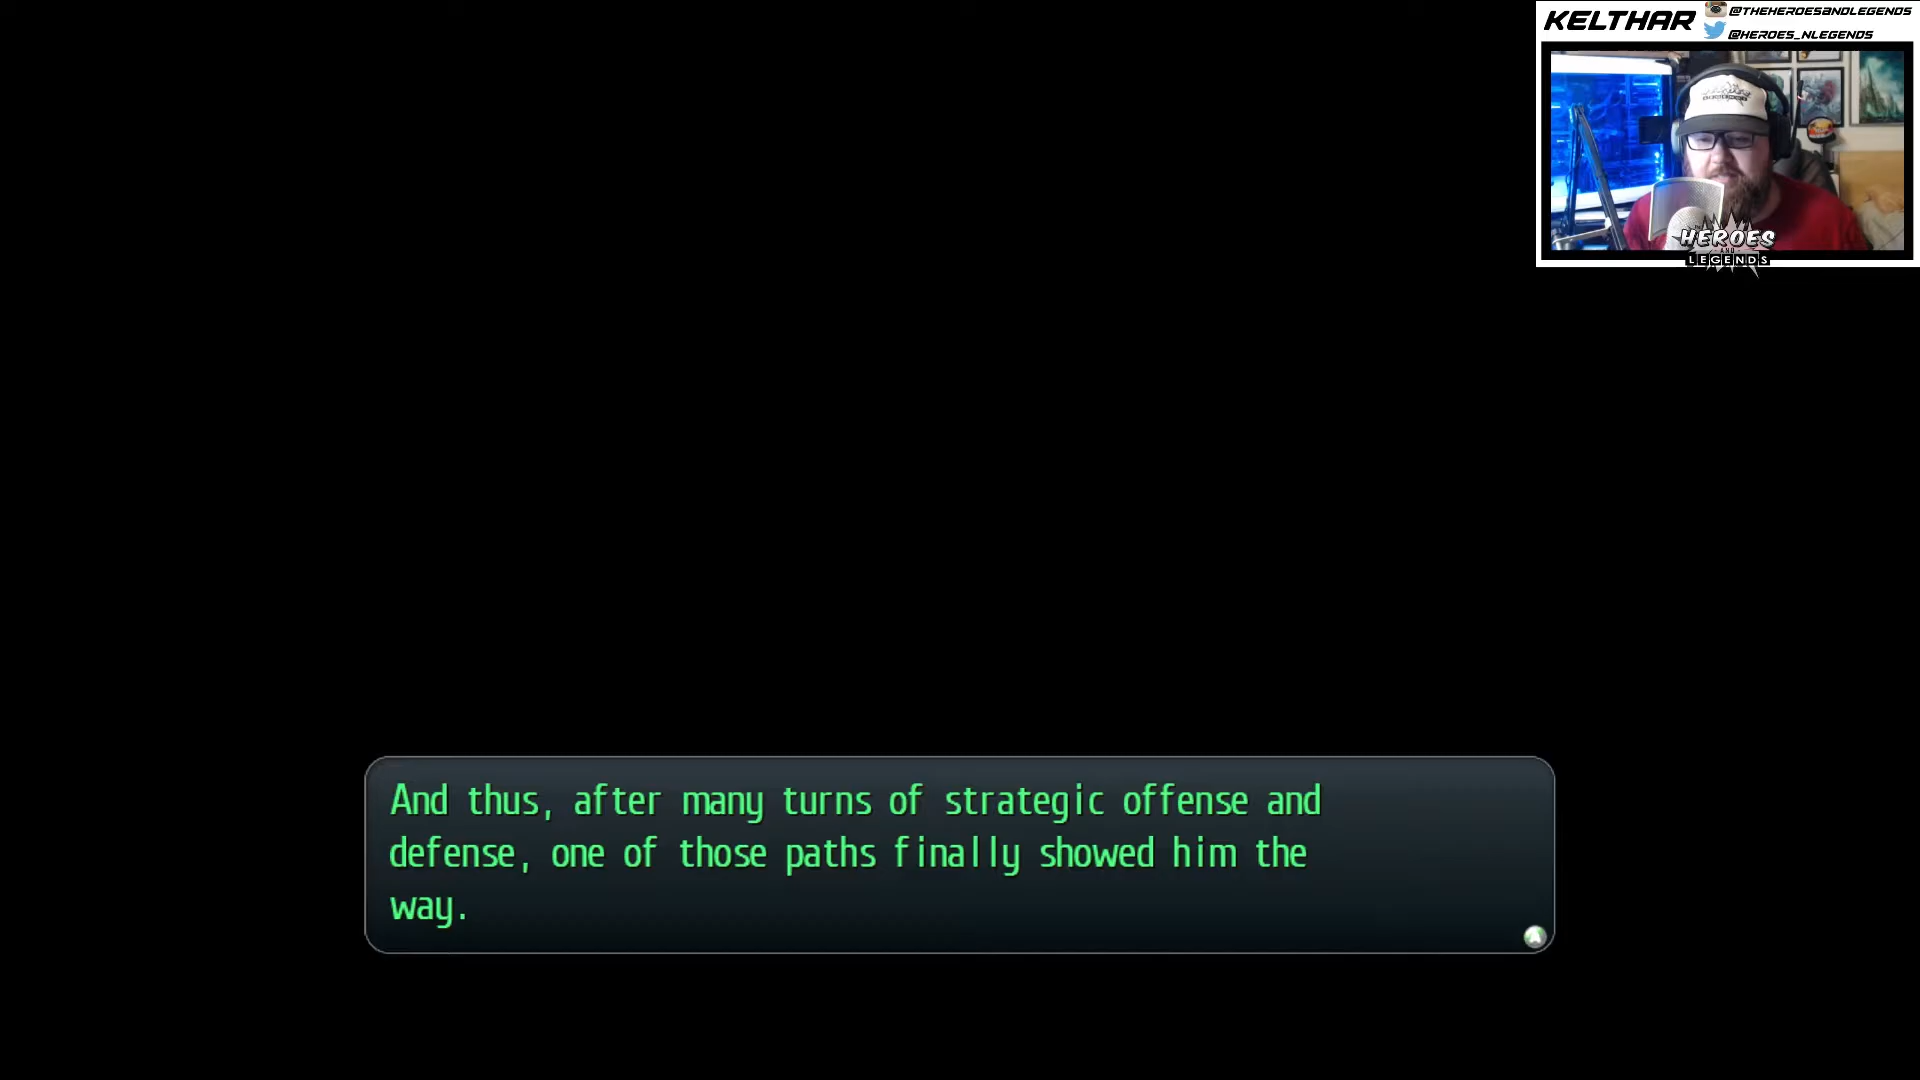 KELTHAR
@THEHEROESANDLEGENDS
@HEROES_NLEGENDS
HEROES
AND
LEGENDS
And thus, after many turns of strategic offense and
defense, one of those paths finally showed him the
way.
A